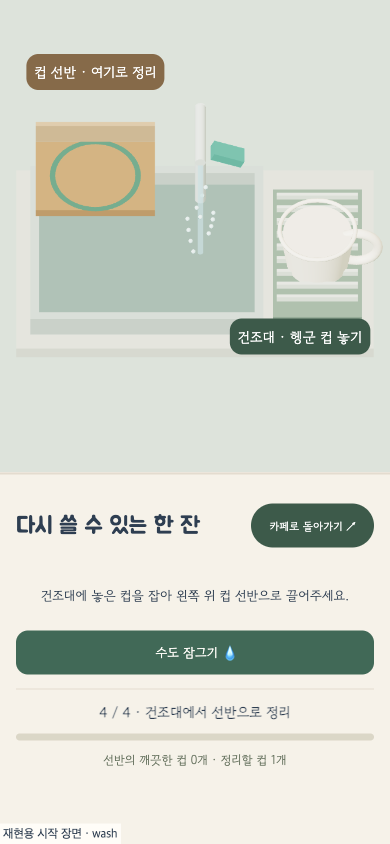 컵 선반 · 여기로 정리
건조대 · 헹군 컵 놓기
다시 쓸 수 있는 한 잔
카페로 돌아가기 ↗
건조대에 놓은 컵을 잡아 왼쪽 위 컵 선반으로 끌어주세요.
수도 잠그기 💧
4 / 4 · 건조대에서 선반으로 정리
선반의 깨끗한 컵 0개 · 정리할 컵 1개
재현용 시작 장면 · wash